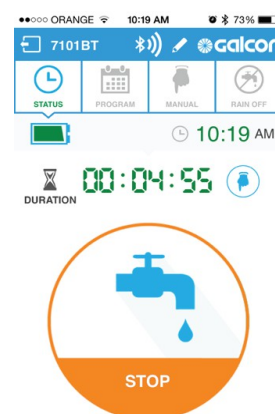 ORANGE 10:19 AM 73%
7101BT Galcon
STATUS PROGRAM MANUAL RAIN OFF
10:19 AM
DURATION 00:04:55
STOP